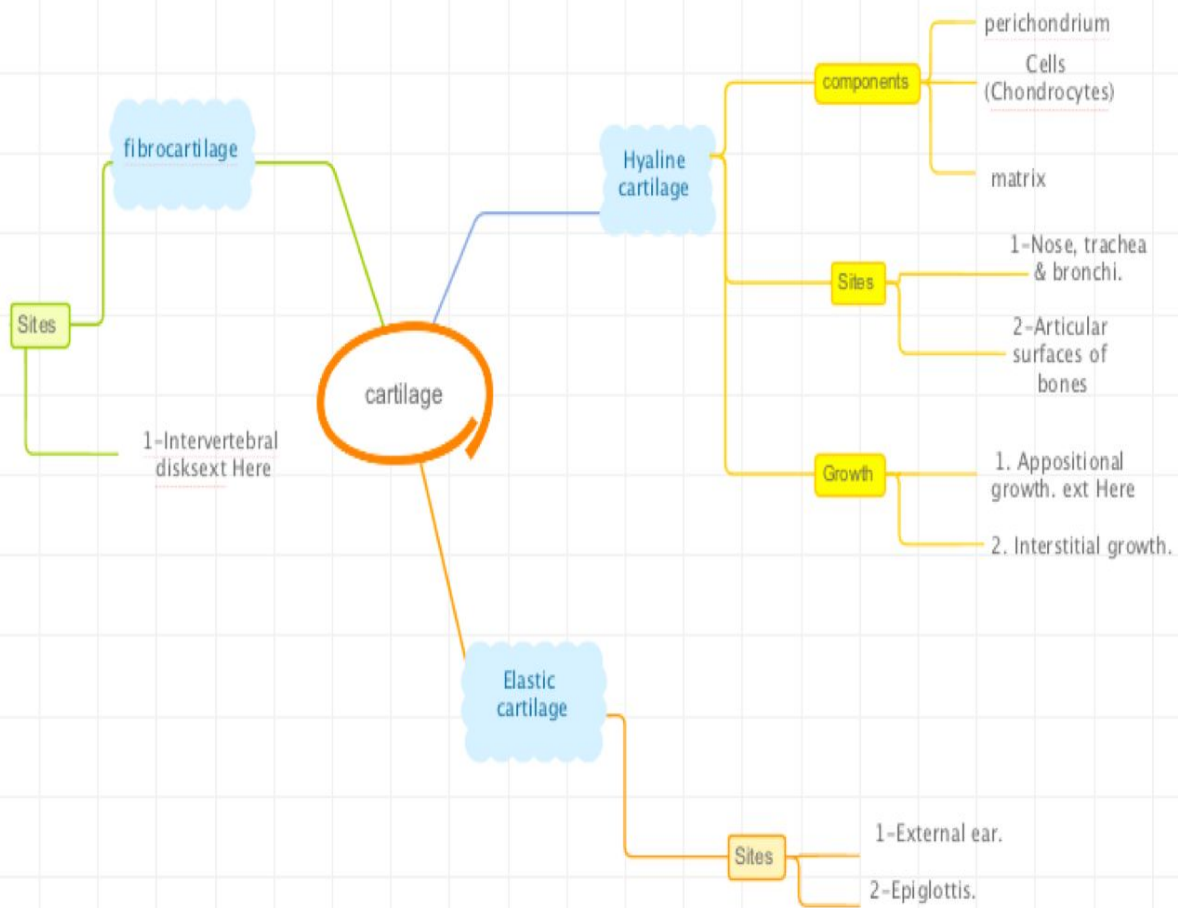 perichondrium
components
Cells
(Chondrocytes)
matrix
fibrocartilage
Hyaline
cartilage
1-Nose, trachea
& bronchi.
Sites
2-Articular
surfaces of
bones
Sites
cartilage
1-Intervertebral
disksext Here
Growth
1. Appositional
growth. ext Here
2. Interstitial growth.
Elastic
cartilage
Sites
1-External ear.
2-Epiglottis.